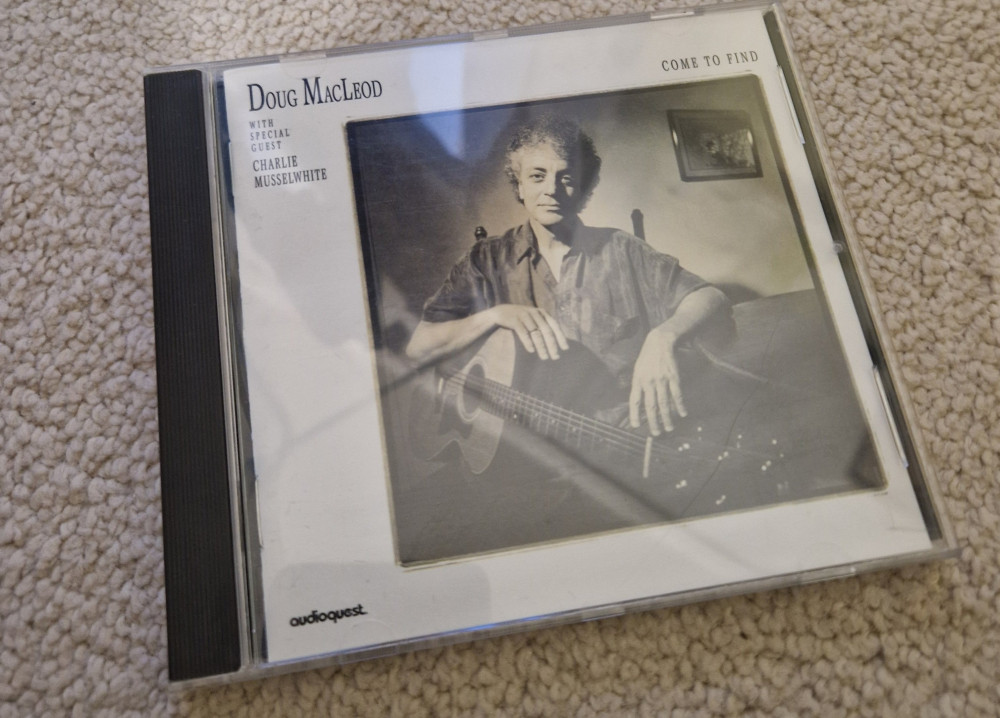 Doug MacLeod
WITH
SPECIAL
GUEST
CHARLIE
MUSSELWHITE
COME TO FIND
audioquest.